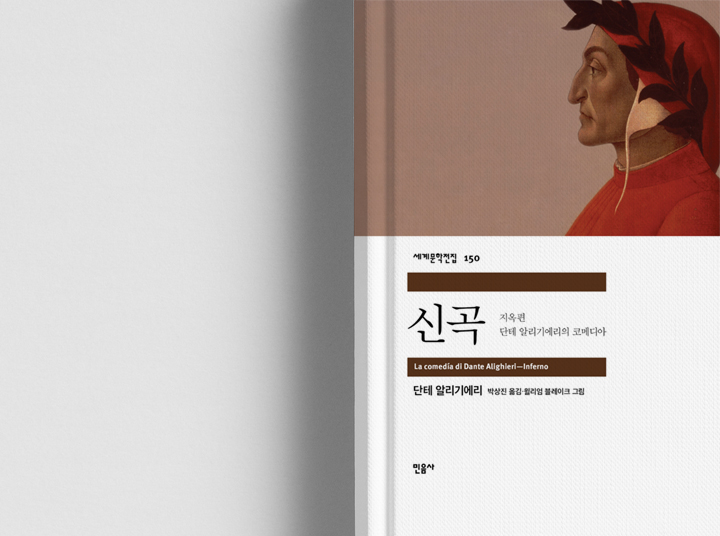 세계문학전집 150
신곡
지옥편
단테 알리기에리의 코메디아
La comedía di Dante Alighieri—Inferno
단테 알리기에리 박상진 옮김·윌리엄 블레이크 그림
민음사